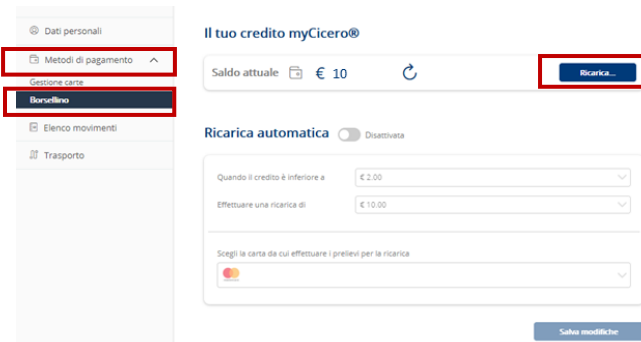 Dati personali
Metodi di pagamento
Gestione carte
Borsellino
Elenco movimenti
Trasporto
Il tuo credito myCicero®
Saldo attuale € 10
Ricarica...
Ricarica automatica Disattivata
Quando il credito è inferiore a € 2.00
Effettuare una ricarica di € 10.00
Scegli la carta da cui effettuare i prelievi per la ricarica
Salva modifiche